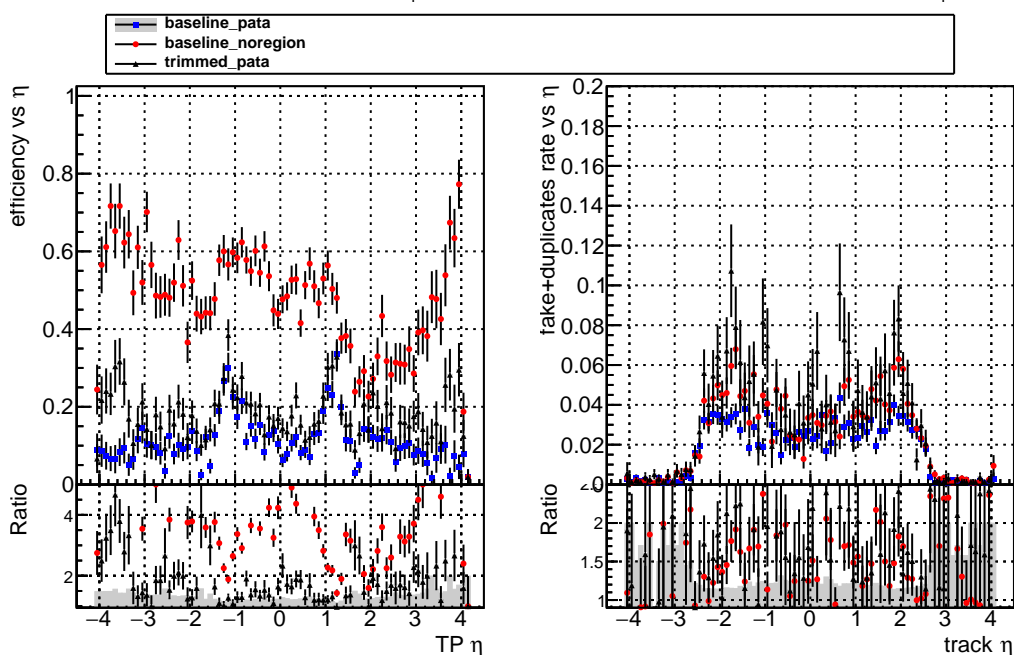 baseline_pata
baseline_noregion
trimmed_pata
efficiency vs η
1
0.8
0.6
0.4
0.2
0
Ratio
4
2
−4 −3 −2 −1 0 1 2 3 4
TP η
fake+duplicates rate vs η
0.2
0.18
0.16
0.14
0.12
0.1
0.08
0.06
0.04
0.02
0
Ratio
2
1.5
1
−4 −3 −2 −1 0 1 2 3 4
track η